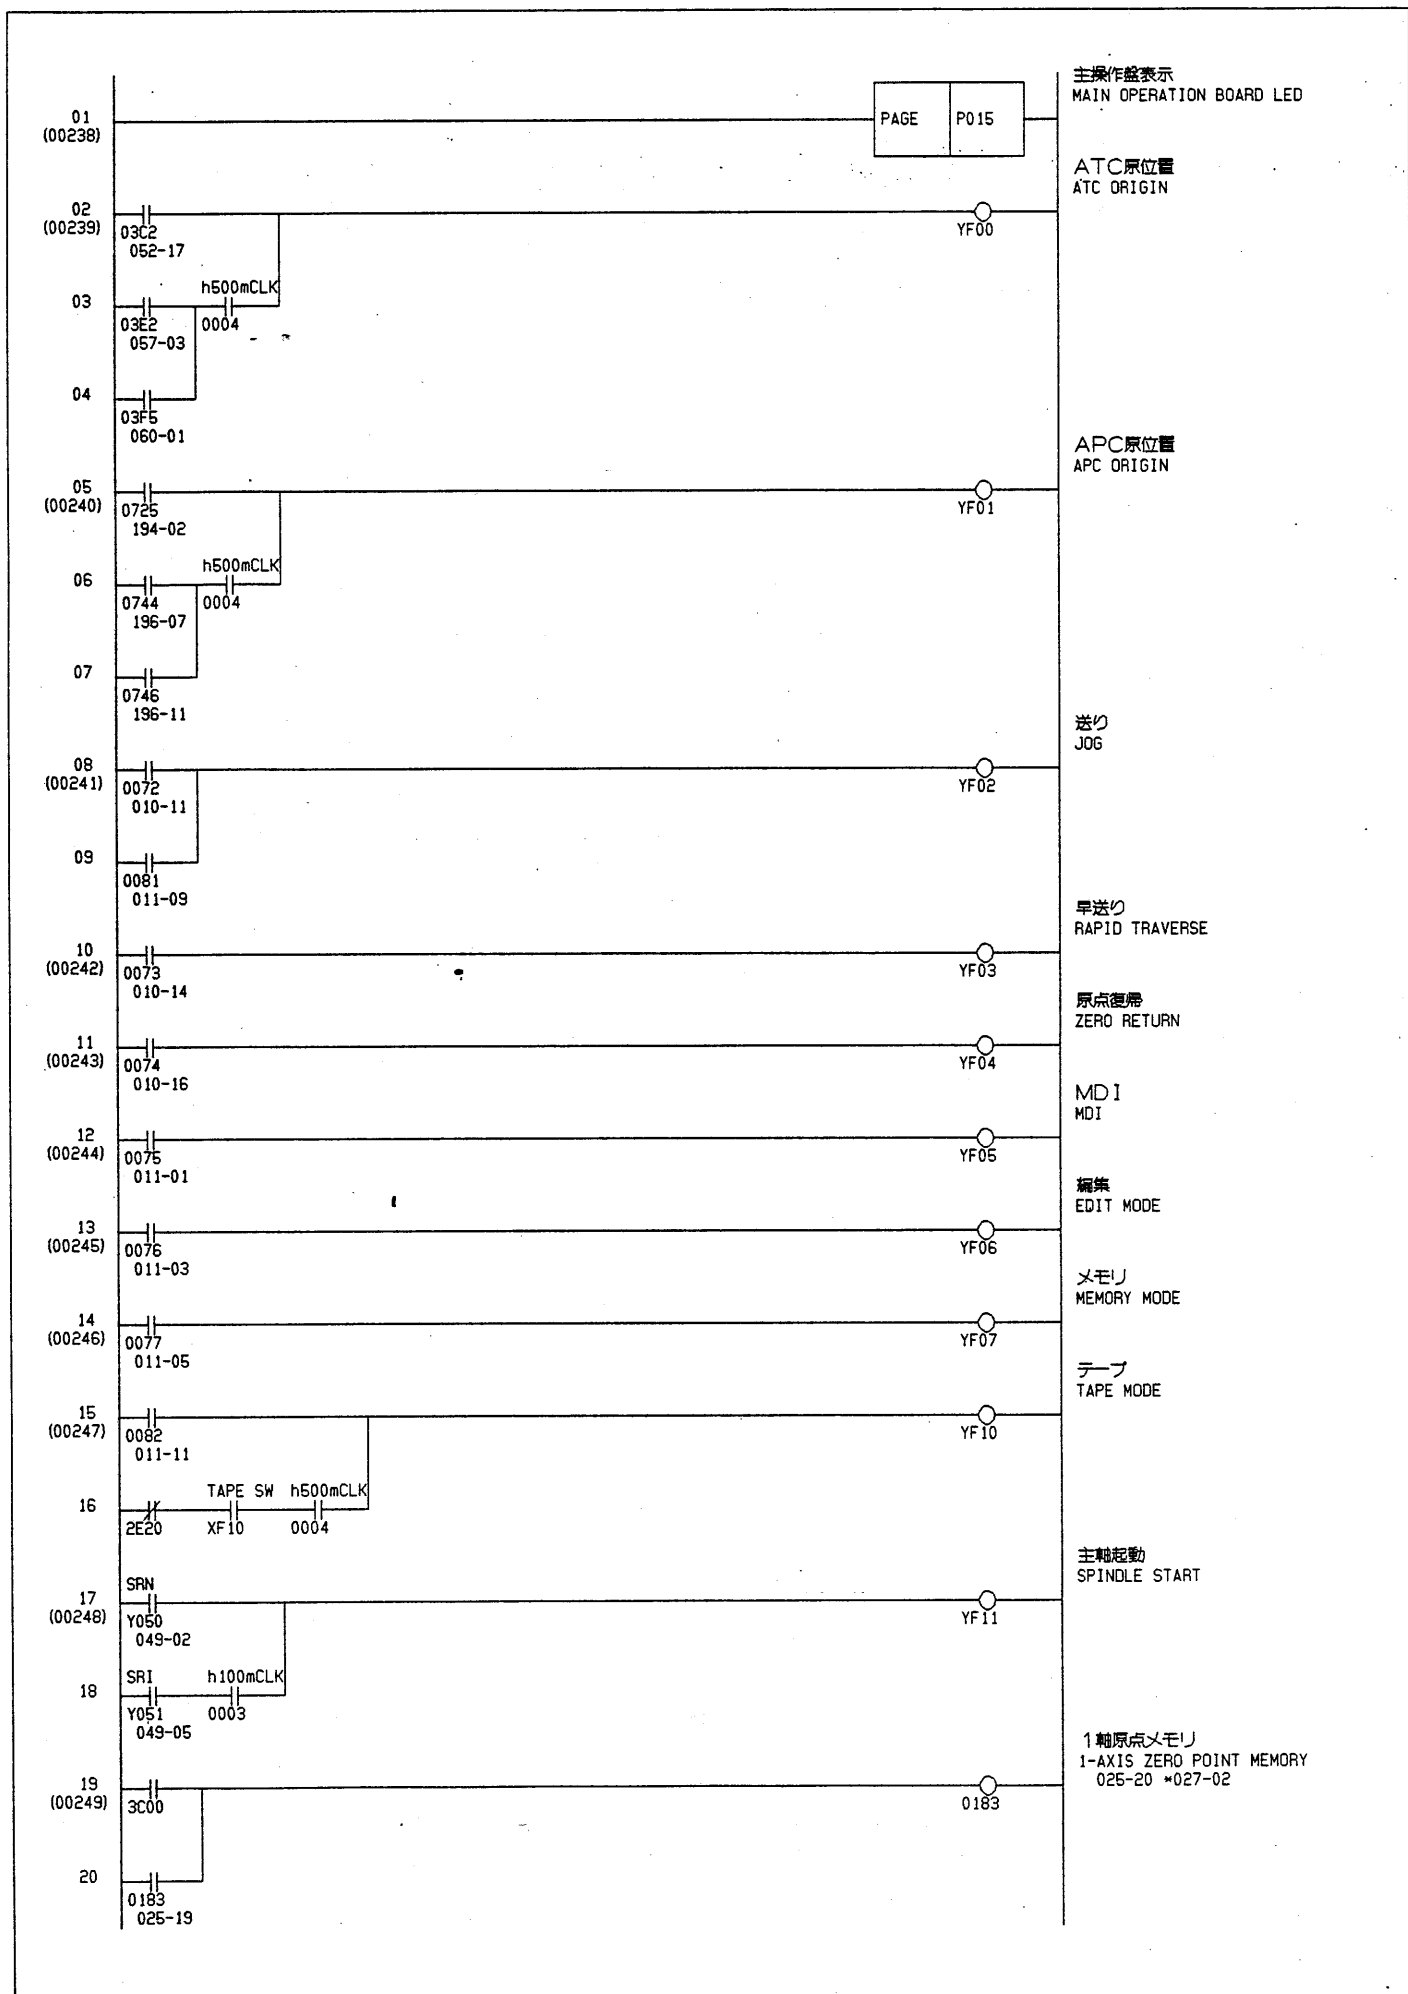 主操作盤表示
MAIN OPERATION BOARD LED
01
(00238)
PAGE P015
ATC原位置
ATC ORIGIN
02
(00239)
03C2
052-17
YF00
03
h500mCLK
03E2
057-03
0004
04
03F5
060-01
APC原位置
APC ORIGIN
05
(00240)
0725
194-02
YF01
06
h500mCLK
0744
196-07
0004
07
0746
196-11
送り
JOG
08
(00241)
0072
010-11
YF02
09
0081
011-09
早送り
RAPID TRAVERSE
10
(00242)
0073
010-14
YF03
原点復帰
ZERO RETURN
11
(00243)
0074
010-16
YF04
MDI
MDI
12
(00244)
0075
011-01
YF05
編集
EDIT MODE
13
(00245)
0076
011-03
YF06
メモリ
MEMORY MODE
14
(00246)
0077
011-05
YF07
テープ
TAPE MODE
15
(00247)
0082
011-11
YF10
16
TAPE SW h500mCLK
2E20 XF10 0004
主軸起動
SPINDLE START
17
(00248)
SRN
Y050
049-02
YF11
18
SRI h100mCLK
Y051 0003
049-05
1軸原点メモリ
1-AXIS ZERO POINT MEMORY
025-20 *027-02
19
(00249)
3C00
0183
20
0183
025-19